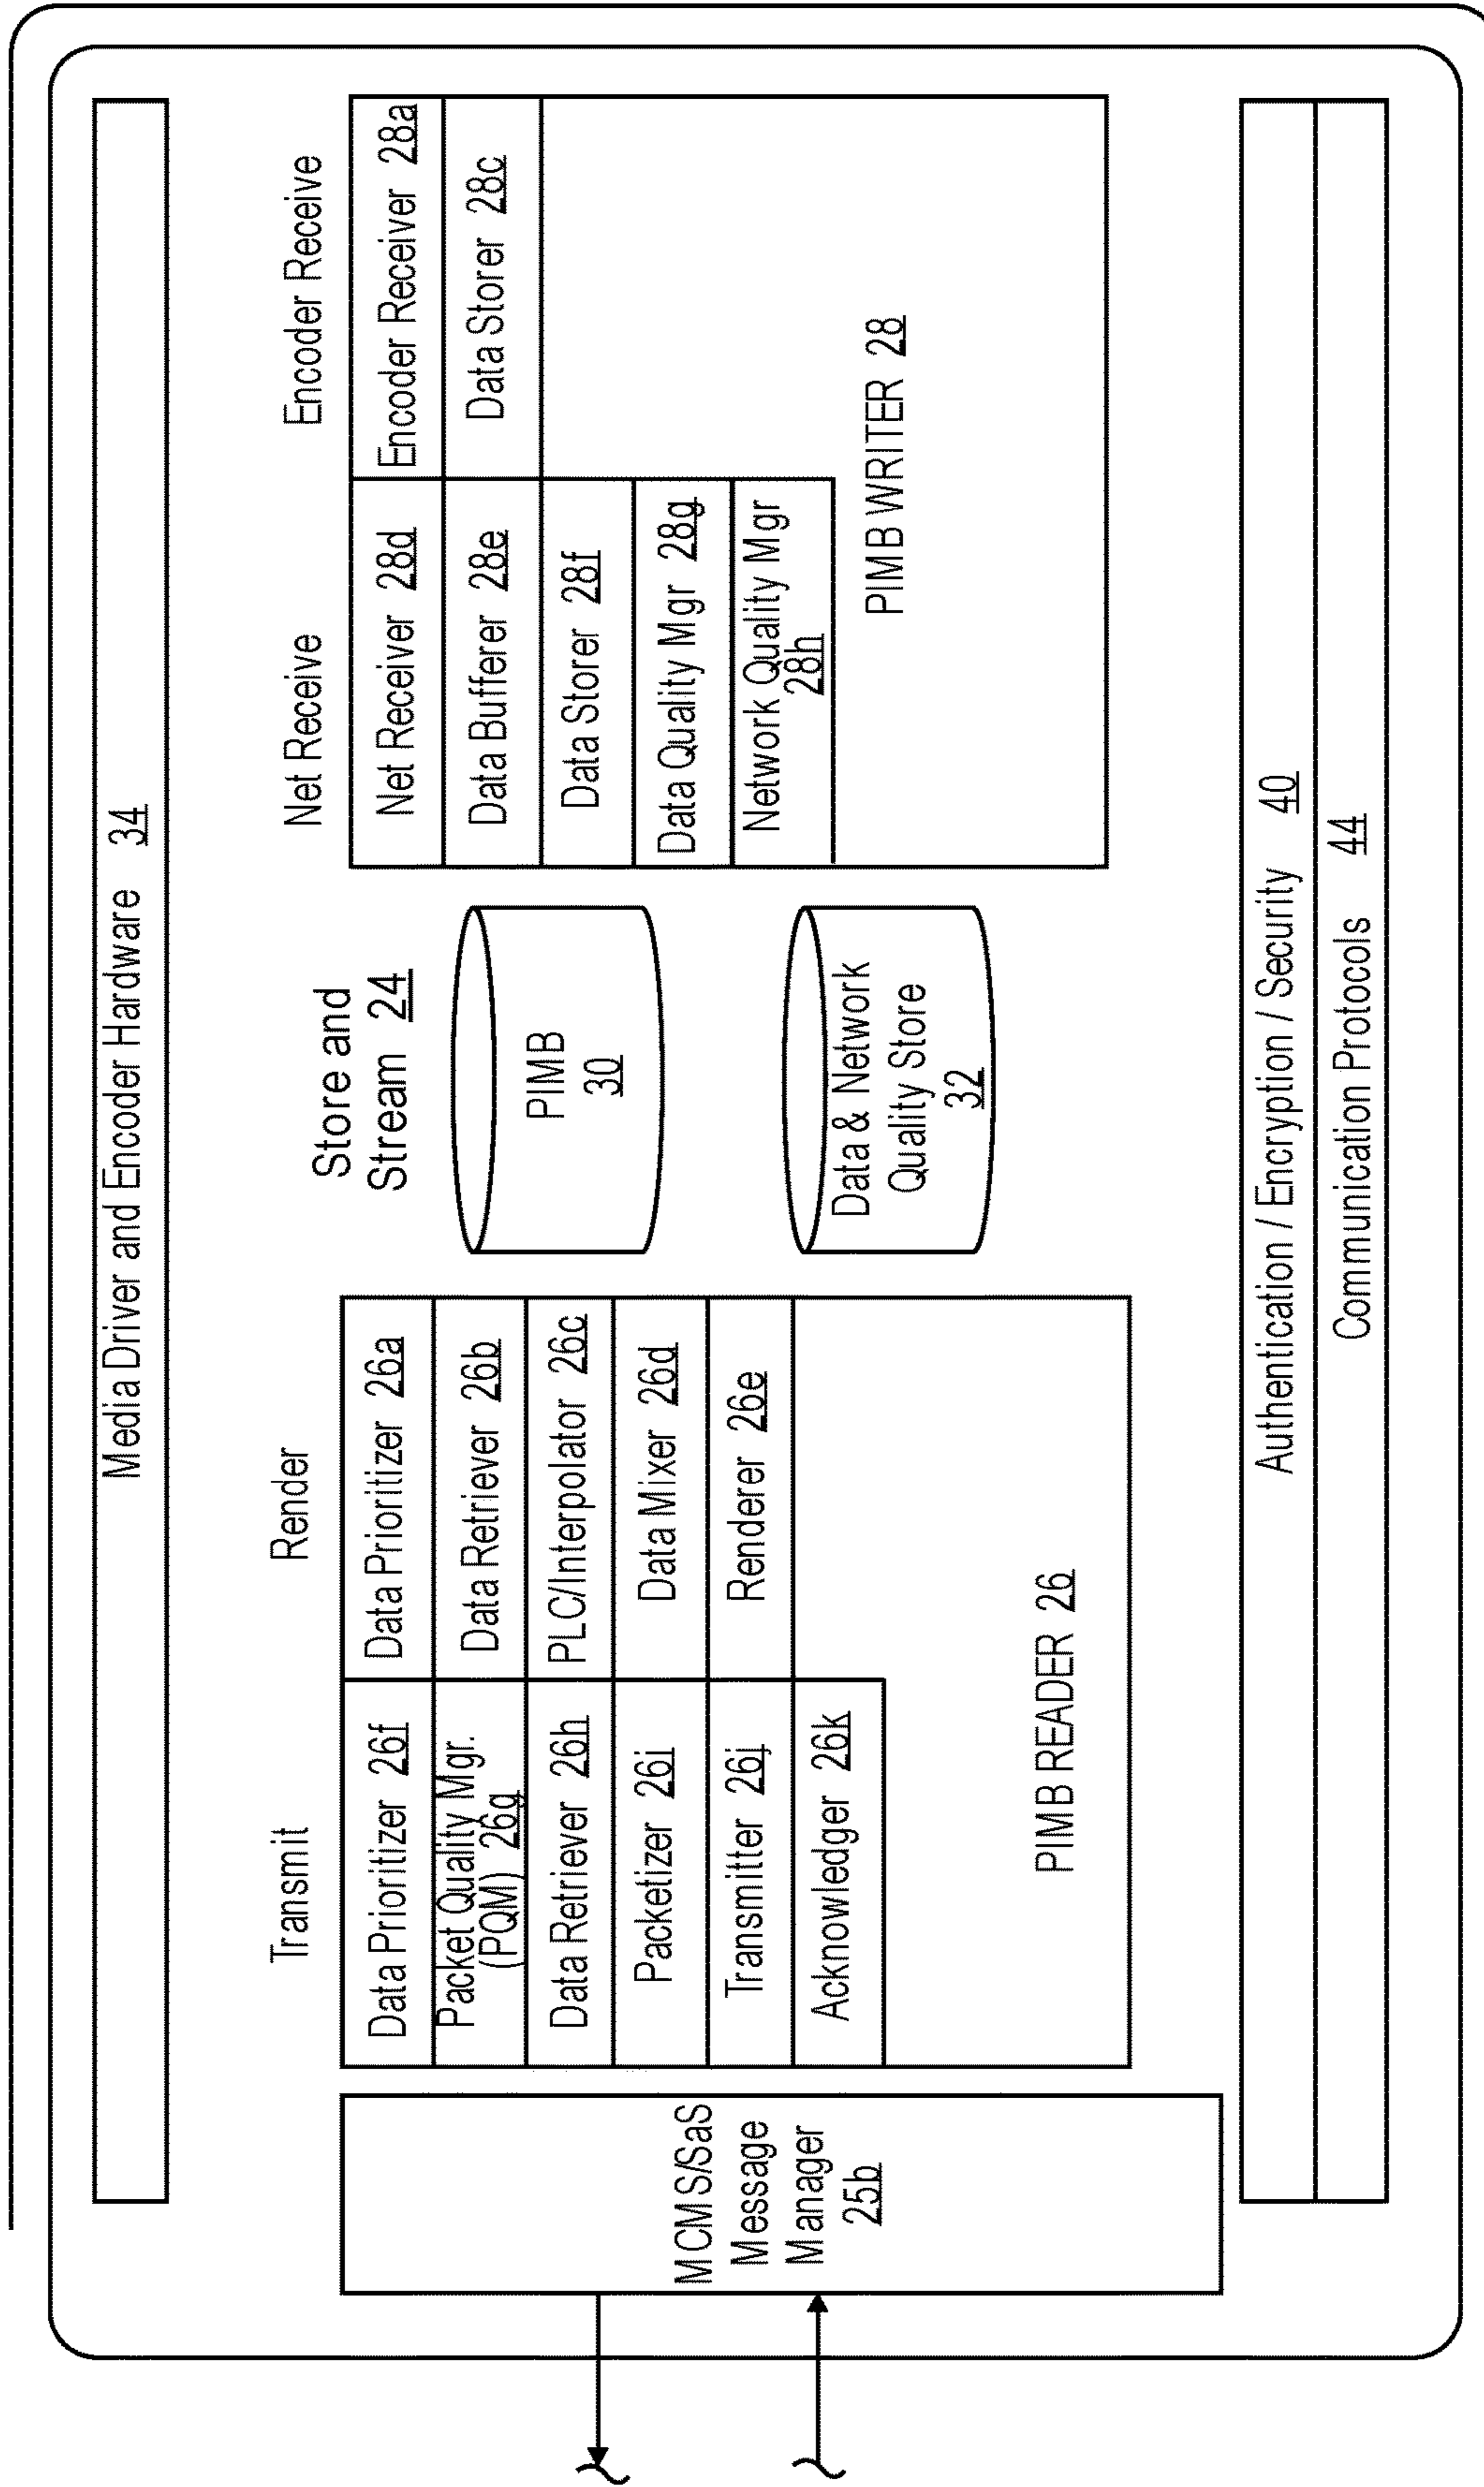 Media Driver and Encoder Hardware 34
Transmit
Render
Store and
Stream 24
Net Receive
Encoder Receive
MCMS/SaS
Message
Manager
25b
Data Prioritizer 26f
Packet Quality Mgr.
(PQM) 26g
Data Retriever 26h
Packetizer 26i
Transmitter 26j
Acknowledger 26k
Data Prioritizer 26a
Data Retriever 26b
PLC/Interpolator 26c
Data Mixer 26d
Renderer 26e
PIMB READER 26
PIMB
30
Data & Network
Quality Store
32
Net Receiver 28d
Data Bufferer 28e
Data Storer 28f
Data Quality Mgr 28g
Network Quality Mgr
28h
Encoder Receiver 28a
Data Storer 28c
PIMB WRITER 28
Authentication / Encryption / Security 40
Communication Protocols 44